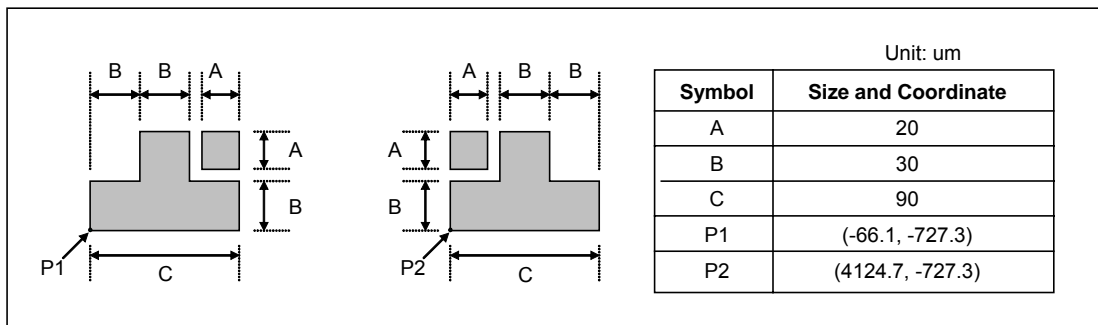 Unit: um
B B A
A
B
P1
C
A B B
A
B
P2
C
Symbol Size and Coordinate
A 20
B 30
C 90
P1 (-66.1, -727.3)
P2 (4124.7, -727.3)